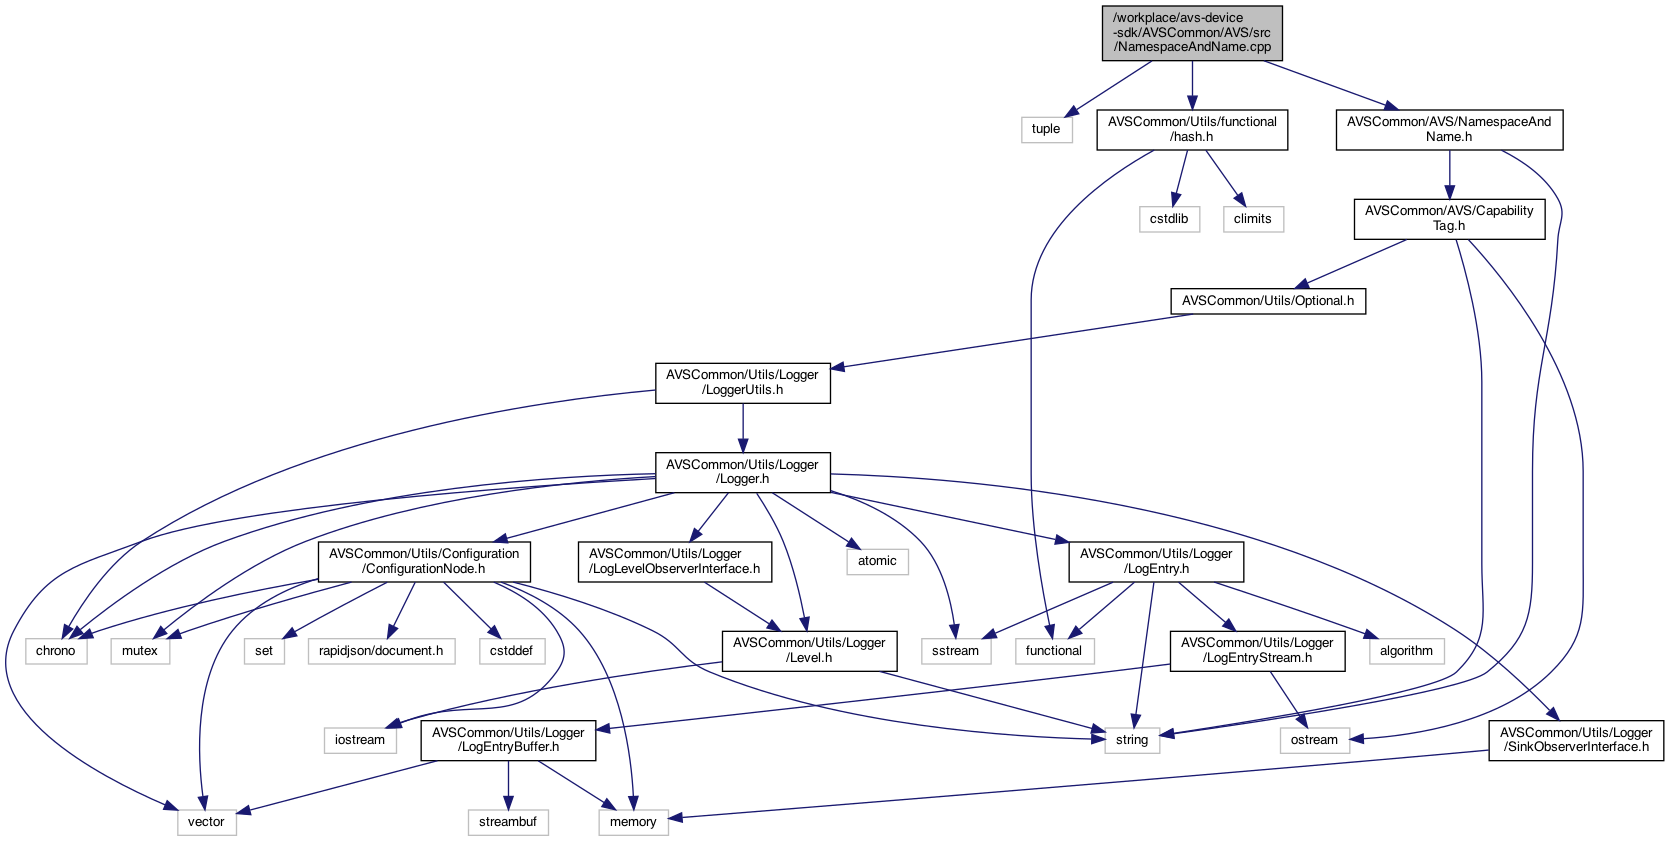 /workplace/avs-device
-sdk/AVSCommon/AVS/src
/NamespaceAndName.cpp
tuple
AVSCommon/Utils/functional
/hash.h
AVSCommon/AVS/NamespaceAnd
Name.h
cstdlib
climits
AVSCommon/AVS/Capability
Tag.h
AVSCommon/Utils/Optional.h
AVSCommon/Utils/Logger
/LoggerUtils.h
AVSCommon/Utils/Logger
/Logger.h
AVSCommon/Utils/Configuration
/ConfigurationNode.h
AVSCommon/Utils/Logger
/LogLevelObserverInterface.h
atomic
AVSCommon/Utils/Logger
/LogEntry.h
chrono
mutex
set
rapidjson/document.h
cstddef
AVSCommon/Utils/Logger
/Level.h
sstream
functional
AVSCommon/Utils/Logger
/LogEntryStream.h
algorithm
iostream
AVSCommon/Utils/Logger
/LogEntryBuffer.h
string
ostream
AVSCommon/Utils/Logger
/SinkObserverInterface.h
vector
streambuf
memory